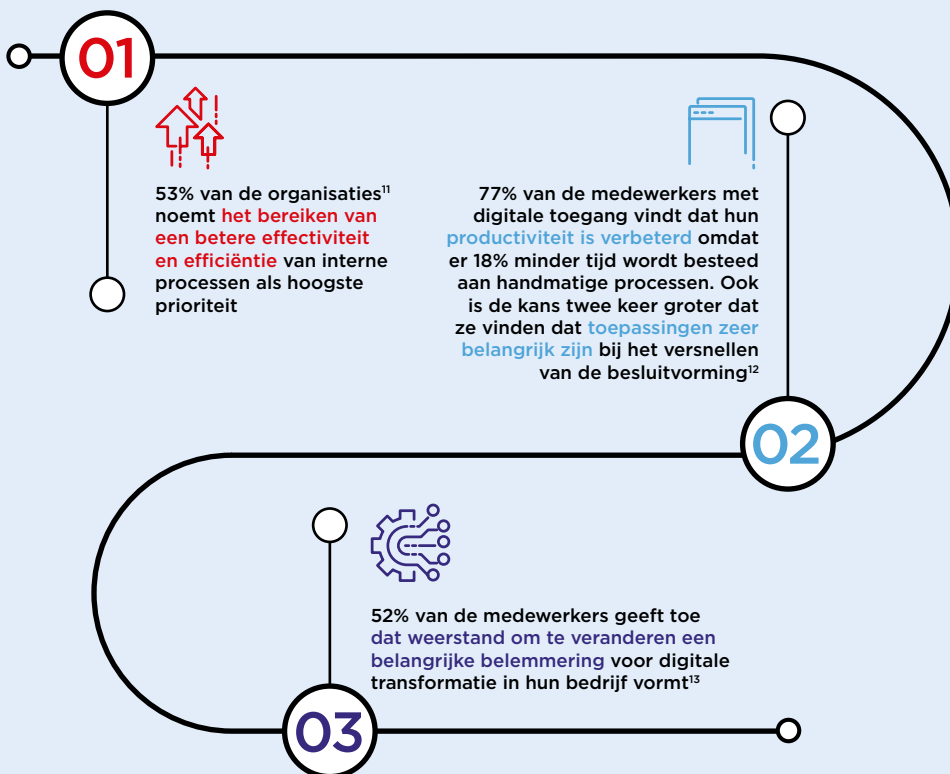 01
53% van de organisaties¹¹
noemt het bereiken van
een betere effectiviteit
en efficiëntie van interne
processen als hoogste
prioriteit
77% van de medewerkers met
digitale toegang vindt dat hun
productiviteit is verbeterd omdat
er 18% minder tijd wordt besteed
aan handmatige processen. Ook
is de kans twee keer groter dat
ze vinden dat toepassingen zeer
belangrijk zijn bij het versnellen
van de besluitvorming¹²
02
52% van de medewerkers geeft toe
dat weerstand om te veranderen een
belangrijke belemmering voor digitale
transformatie in hun bedrijf vormt¹³
03